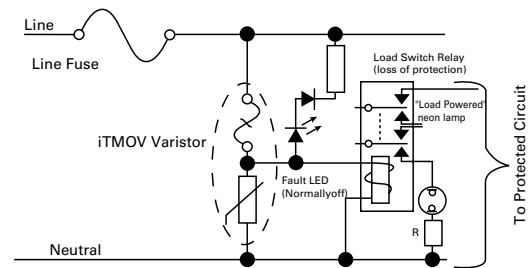 Line
Line Fuse
Load Switch Relay
(loss of protection)
"Load Powered"
neon lamp
iTMOV Varistor
Fault LED
(Normallyoff)
To Protected Circuit
R
Neutral